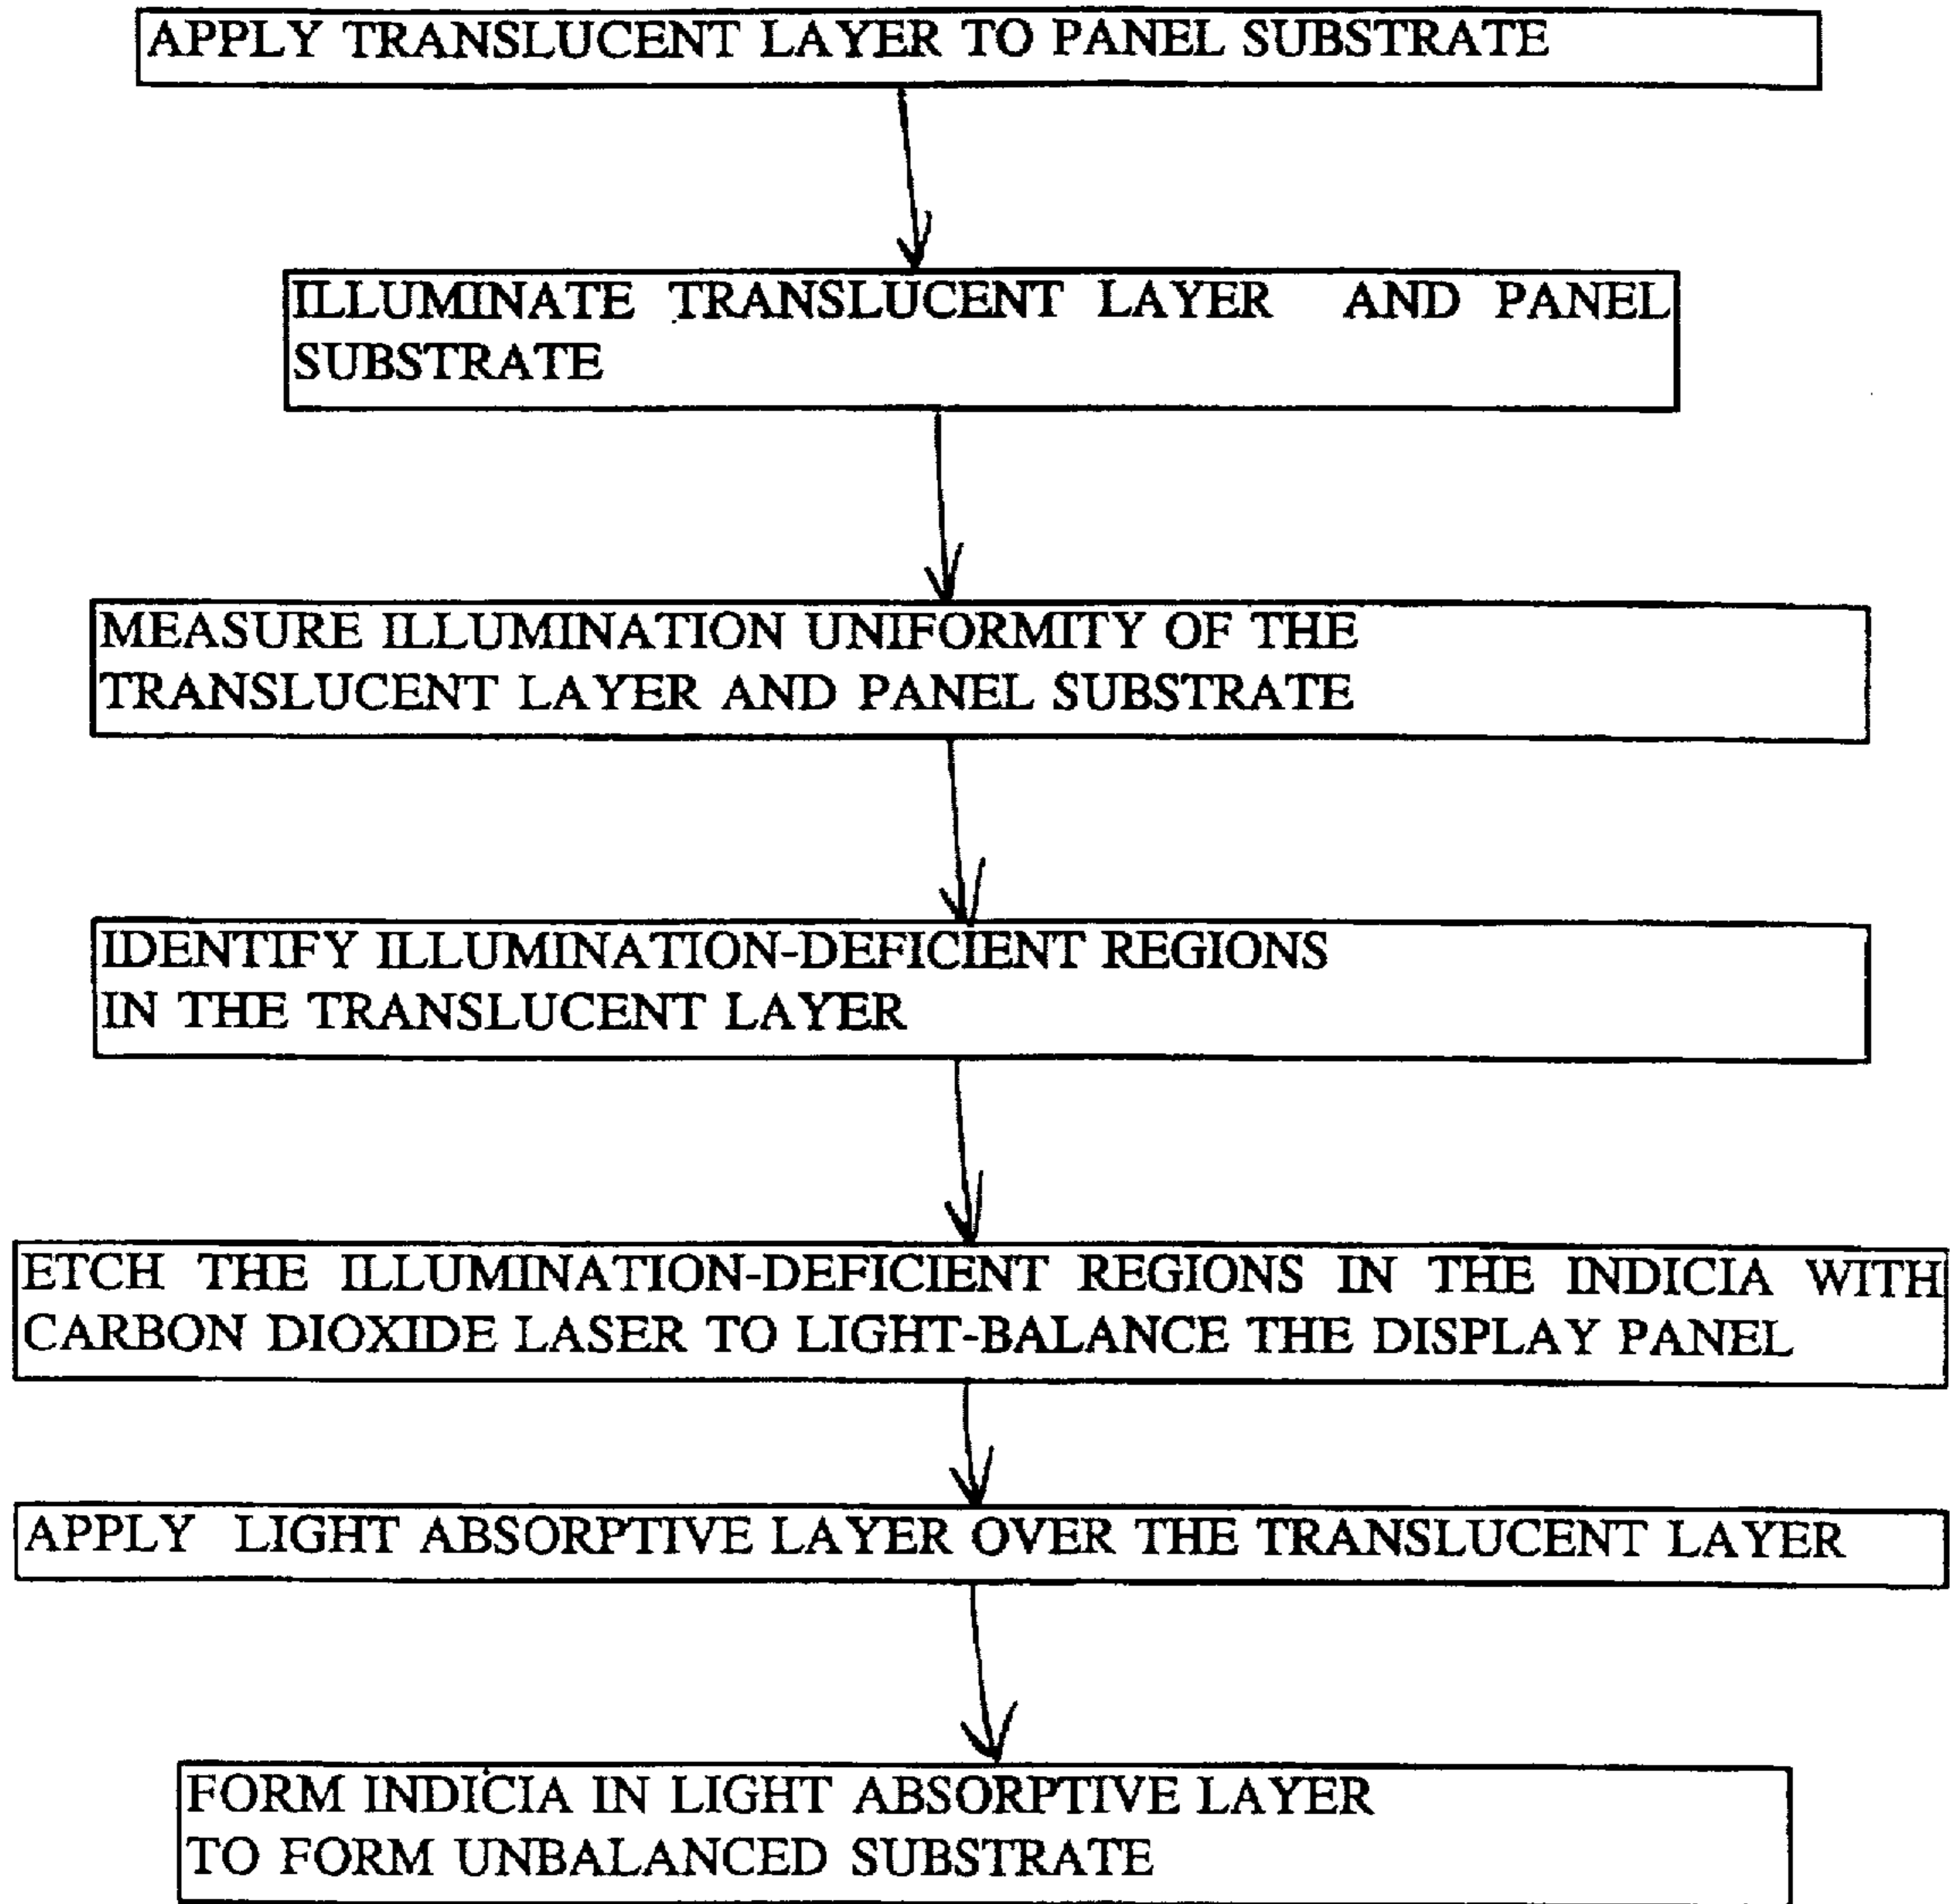 APPLY TRANSLUCENT LAYER TO PANEL SUBSTRATE
ILLUMINATE TRANSLUCENT LAYER AND PANEL
SUBSTRATE
MEASURE ILLUMINATION UNIFORMITY OF THE
TRANSLUCENT LAYER AND PANEL SUBSTRATE
IDENTIFY ILLUMINATION-DEFICIENT REGIONS
IN THE TRANSLUCENT LAYER
ETCH THE ILLUMINATION-DEFICIENT REGIONS IN THE INDICIA WITH
CARBON DIOXIDE LASER TO LIGHT-BALANCE THE DISPLAY PANEL
APPLY LIGHT ABSORPTIVE LAYER OVER THE TRANSLUCENT LAYER
FORM INDICIA IN LIGHT ABSORPTIVE LAYER
TO FORM UNBALANCED SUBSTRATE